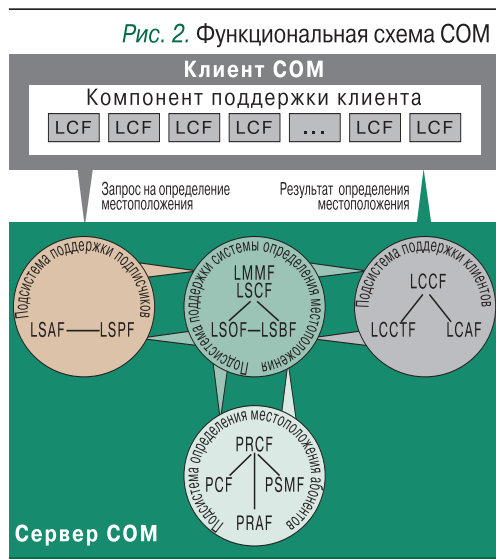 Рис. 2. Функциональная схема СОМ
Клиент СОМ
Компонент поддержки клиента
LCF LCF LCF LCF ... LCF LCF
Запрос на определение
местоположения
Результат определения
местоположения
Подсистема поддержки подписчиков
LSAF LSPF
Подсистема поддержки системы определения местоположения
LMMF
LSCF
LSOF LSBF
Подсистема поддержки клиентов
LCCF
LCCTF LCAF
Подсистема определения местоположения абонентов
PRCF
PCF PSMF
PRAF
Сервер СОМ